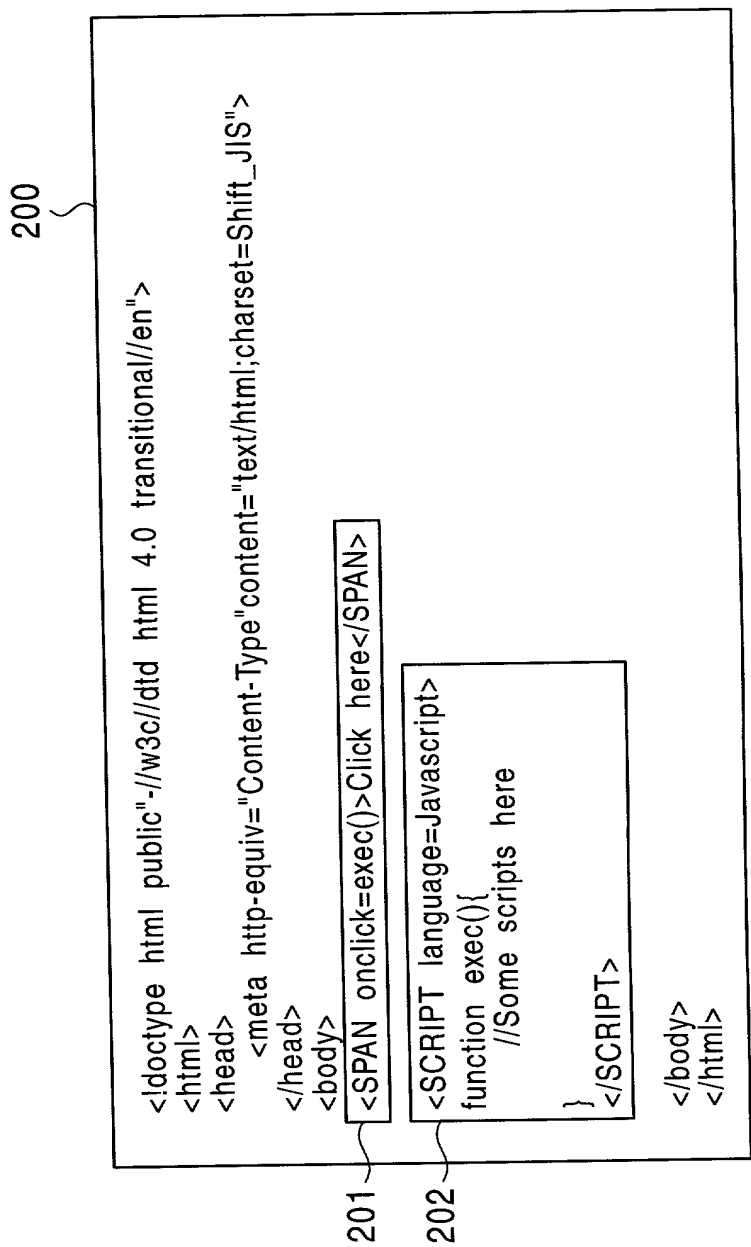 200
<!doctype html public"-//w3c//dtd html 4.0 transitional//en">
<html>
<head>
<meta http-equiv="Content-Type"content="text/html;charset=Shift_JIS">
</head>
<body>
201
<SPAN onclick=exec()>Click here</SPAN>
202
<SCRIPT language=Javascript>
function exec(){
//Some scripts here
}
</SCRIPT>
</body>
</html>